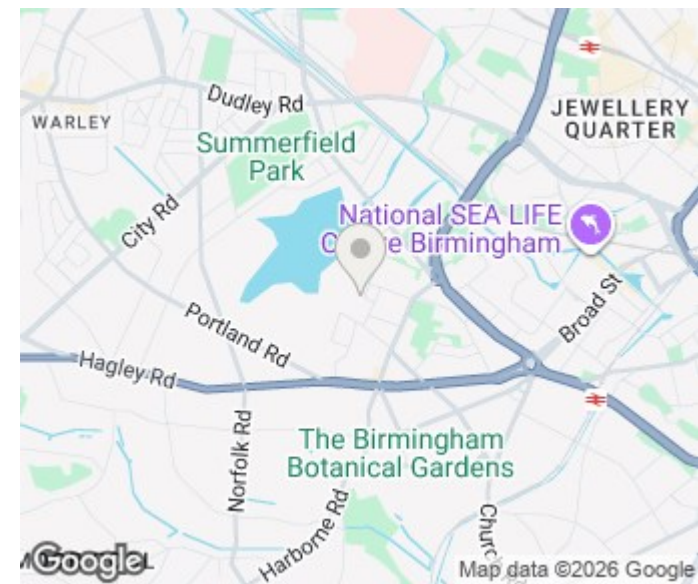 Dudley Rd
JEWELLERY
QUARTER
WARLEY
Summerfield
Park
City Rd
National SEA LIFE
Centre Birmingham
Broad St
Portland Rd
Hagley Rd
Norfolk Rd
The Birmingham
Botanical Gardens
Harborne Rd
Google
Map data ©2026 Google